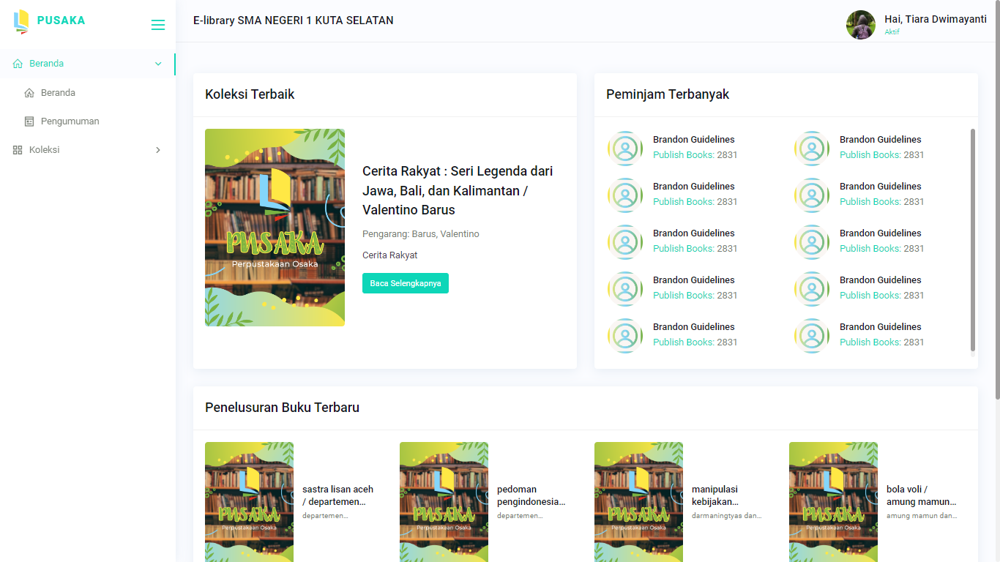 PUSAKA
E-library SMA NEGERI 1 KUTA SELATAN
Hai, Tiara Dwimayanti
Aktif
Beranda
Beranda
Pengumuman
Koleksi
Koleksi Terbaik
PUSAKA
Perpustakaan Osaka
Cerita Rakyat : Seri Legenda dari
Jawa, Bali, dan Kalimantan /
Valentino Barus
Pengarang: Barus, Valentino
Cerita Rakyat
Baca Selengkapnya
Peminjam Terbanyak
Brandon Guidelines
Publish Books: 2831
Brandon Guidelines
Publish Books: 2831
Brandon Guidelines
Publish Books: 2831
Brandon Guidelines
Publish Books: 2831
Brandon Guidelines
Publish Books: 2831
Brandon Guidelines
Publish Books: 2831
Brandon Guidelines
Publish Books: 2831
Brandon Guidelines
Publish Books: 2831
Brandon Guidelines
Publish Books: 2831
Brandon Guidelines
Publish Books: 2831
Penelusuran Buku Terbaru
PUSAKA
Perpustakaan Osaka
sastra lisan aceh
/ departemen...
departemen...
PUSAKA
Perpustakaan Osaka
pedoman
pengindonesia...
departemen...
PUSAKA
Perpustakaan Osaka
manipulasi
kebijakan...
darmaningtyas dan...
PUSAKA
Perpustakaan Osaka
bola voli /
amung mamun...
amung mamun dan...